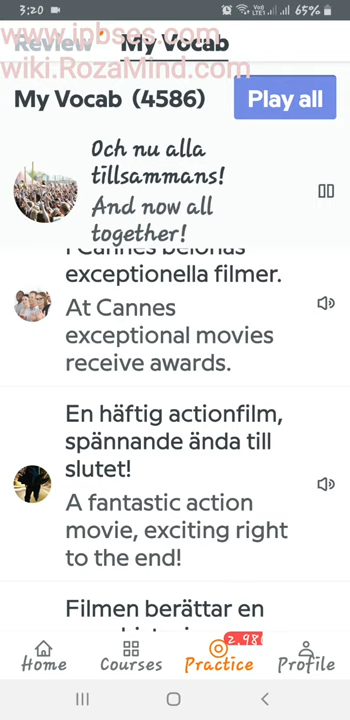 3:20
65%
www.ipbses.com
Review My Vocab
wiki.RozaMind.com
My Vocab (4586)
Play all
Och nu alla
tillsammans!
And now all
together!
I Cannes belönas
exceptionella filmer.
At Cannes
exceptional movies
receive awards.
En häftig actionfilm,
spännande ända till
slutet!
A fantastic action
movie, exciting right
to the end!
Filmen berättar en
2,98
Home Courses Practice Profile